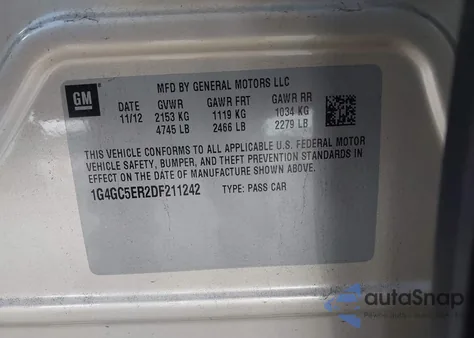 GM
MFD BY GENERAL MOTORS LLC
DATE GVWR GAWR FRT GAWR RR
11/12 2153 KG 1119 KG 1034 KG
4745 LB 2466 LB 2279 LB
THIS VEHICLE CONFORMS TO ALL APPLICABLE U.S. FEDERAL MOTOR
VEHICLE SAFETY, BUMPER, AND THEFT PREVENTION STANDARDS IN
EFFECT ON THE DATE OF MANUFACTURE SHOWN ABOVE.
1G4GC5ER2DF211242 TYPE: PASS CAR
autaSnap